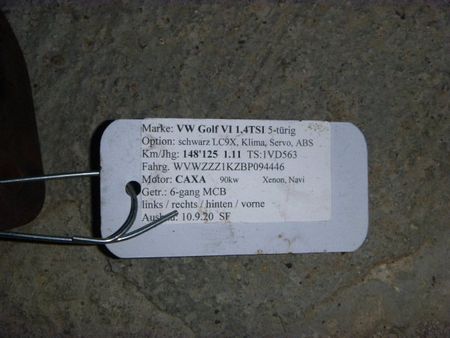 Marke: VW Golf VI 1,4TSI 5-türig
Option: schwarz LC9X, Klima, Servo, ABS
Km/Jhg: 148'125 1.11 TS:1VD563
Fahrg. WVWZZZ1KZBP094446
Motor: CAXA 90kw Xenon, Navi
Getr.: 6-gang MCB
links / rechts / hinten / vorne
10.9.20 SF